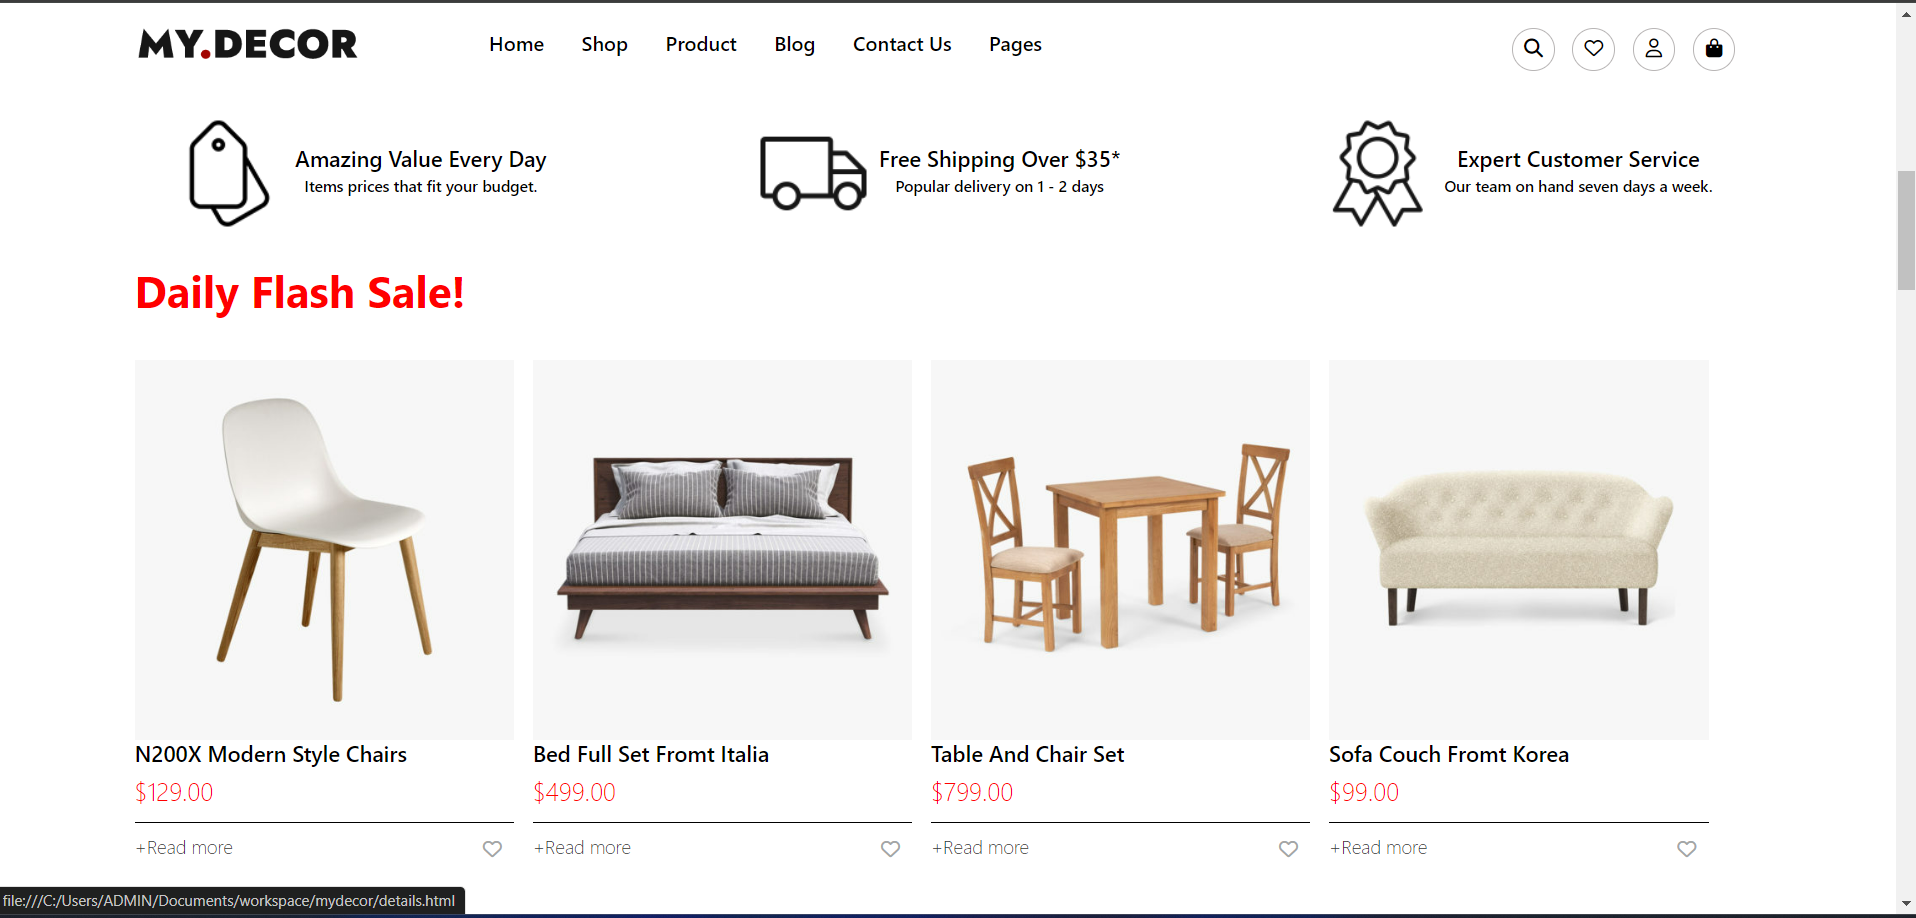 MY.DECOR Home Shop Product Blog Contact Us Pages
Amazing Value Every Day
Items prices that fit your budget.
Free Shipping Over $35*
Popular delivery on 1 - 2 days
Expert Customer Service
Our team on hand seven days a week.
Daily Flash Sale!
N200X Modern Style Chairs
$129.00
+Read more
Bed Full Set Fromt Italia
$499.00
+Read more
Table And Chair Set
$799.00
+Read more
Sofa Couch Fromt Korea
$99.00
+Read more
file:///C:/Users/ADMIN/Documents/workspace/mydecor/details.html